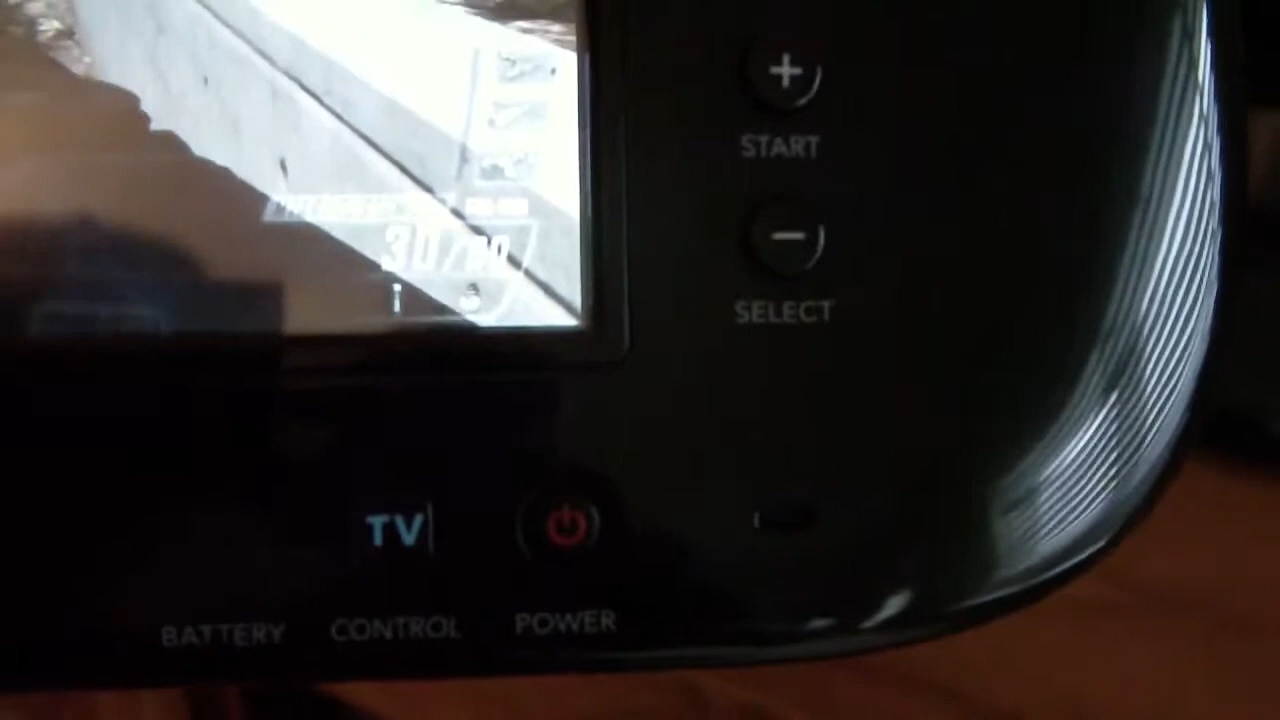 +
START
−
SELECT
30/
TV
BATTERY CONTROL POWER